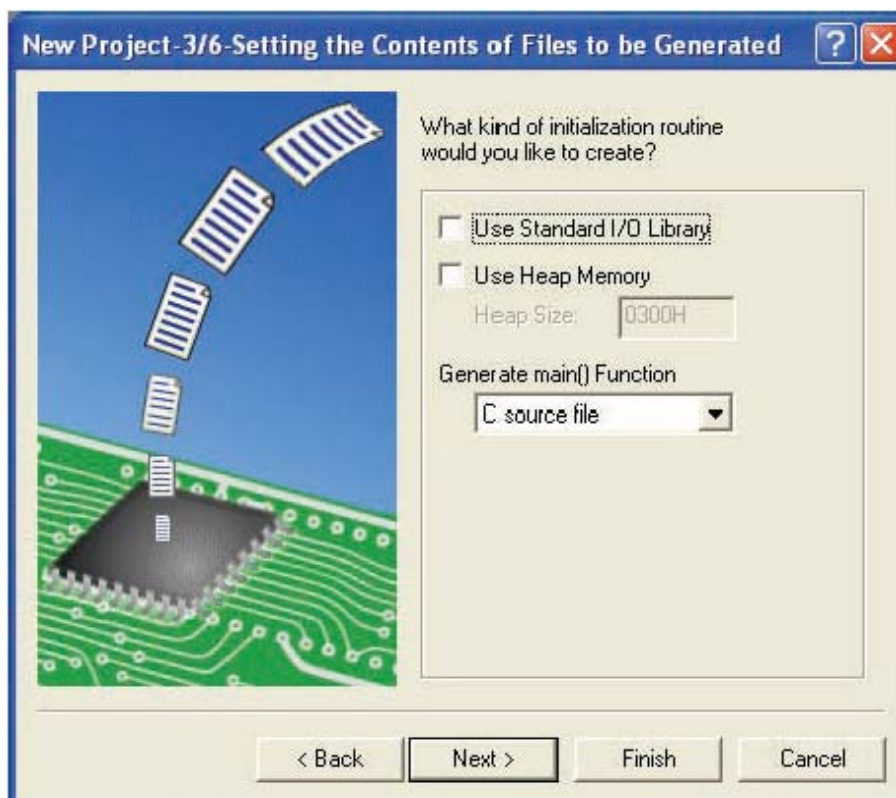 New Project-3/6-Setting the Contents of Files to be Generated
What kind of initialization routine
would you like to create?
Use Standard I/O Library
Use Heap Memory
Heap Size: 0300H
Generate main() Function
C source file
< Back Next > Finish Cancel